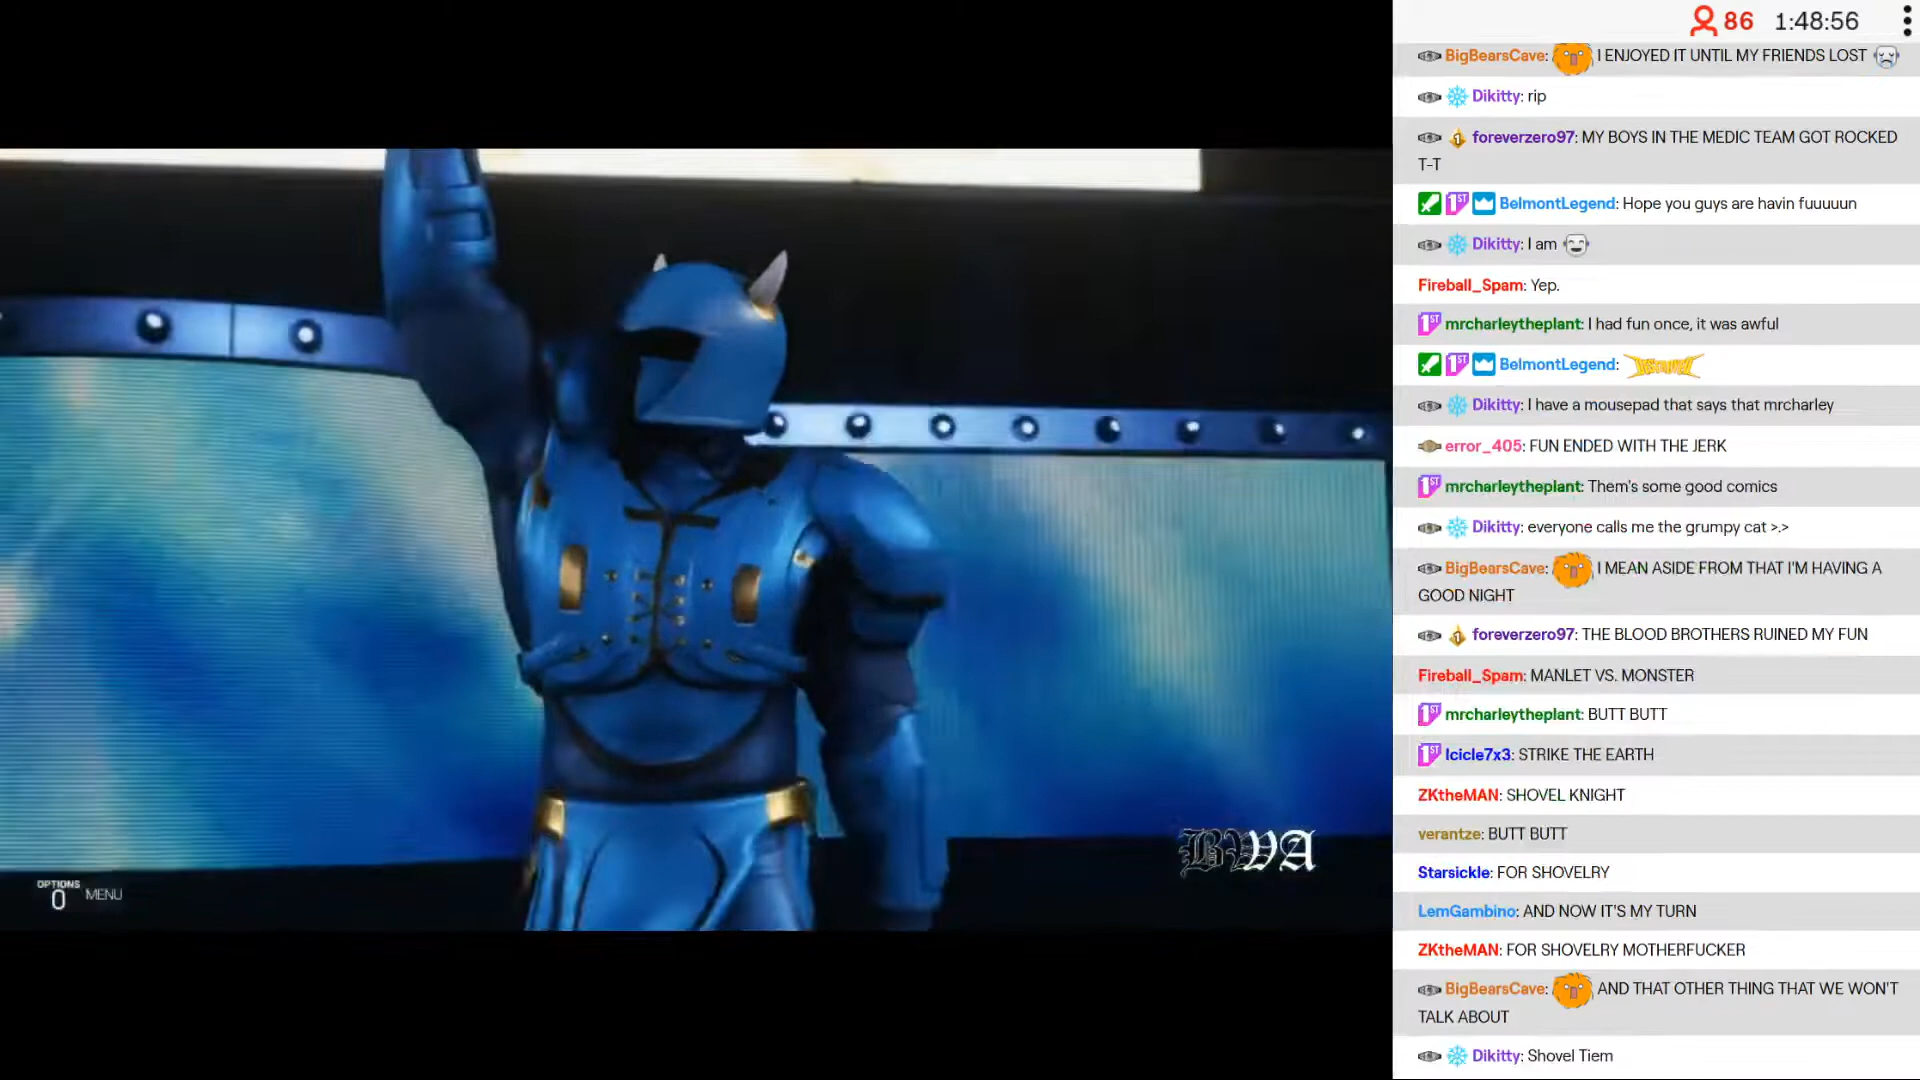 OPTIONS
MENU
BWA
86 1:48:56
BigBearsCave: I ENJOYED IT UNTIL MY FRIENDS LOST
Dikitty: rip
foreverzero97: MY BOYS IN THE MEDIC TEAM GOT ROCKED
T-T
1ST BelmontLegend: Hope you guys are havin fuuuuun
Dikitty: I am
Fireball_Spam: Yep.
1ST mrcharleytheplant: I had fun once, it was awful
1ST BelmontLegend:
Dikitty: I have a mousepad that says that mrcharley
error_405: FUN ENDED WITH THE JERK
1ST mrcharleytheplant: Them's some good comics
Dikitty: everyone calls me the grumpy cat >.>
BigBearsCave: I MEAN ASIDE FROM THAT I'M HAVING A
GOOD NIGHT
foreverzero97: THE BLOOD BROTHERS RUINED MY FUN
Fireball_Spam: MANLET VS. MONSTER
1ST mrcharleytheplant: BUTT BUTT
1ST Icicle7x3: STRIKE THE EARTH
ZKtheMAN: SHOVEL KNIGHT
verantze: BUTT BUTT
Starsickle: FOR SHOVELRY
LemGambino: AND NOW IT'S MY TURN
ZKtheMAN: FOR SHOVELRY MOTHERFUCKER
BigBearsCave: AND THAT OTHER THING THAT WE WON'T
TALK ABOUT
Dikitty: Shovel Tiem